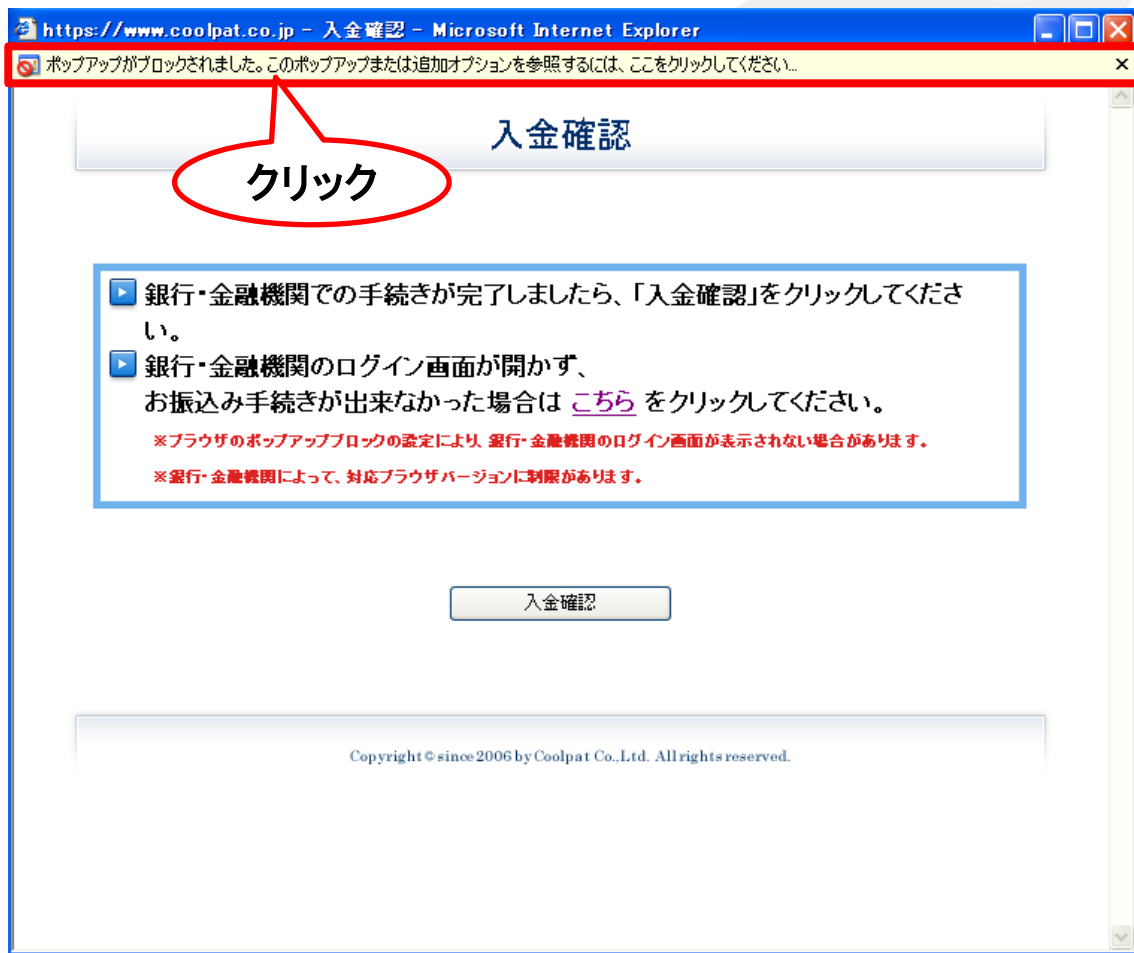 https://www.coolpat.co.jp - 入金確認 - Microsoft Internet Explorer
ポップアップがブロックされました。このポップアップまたは追加オプションを参照するには、ここをクリックしてください...
入金確認
クリック
銀行・金融機関での手続きが完了しましたら、「入金確認」をクリックしてくださ
い。
銀行・金融機関のログイン画面が開かず、
お振込み手続きが出来なかった場合は こちら をクリックしてください。
※ブラウザのポップアップブロックの設定により、銀行・金融機関のログイン画面が表示されない場合があります。
※銀行・金融機関によって、対応ブラウザバージョンに制限があります。
入金確認
Copyright © since 2006 by Coolpat Co.,Ltd. All rights reserved.